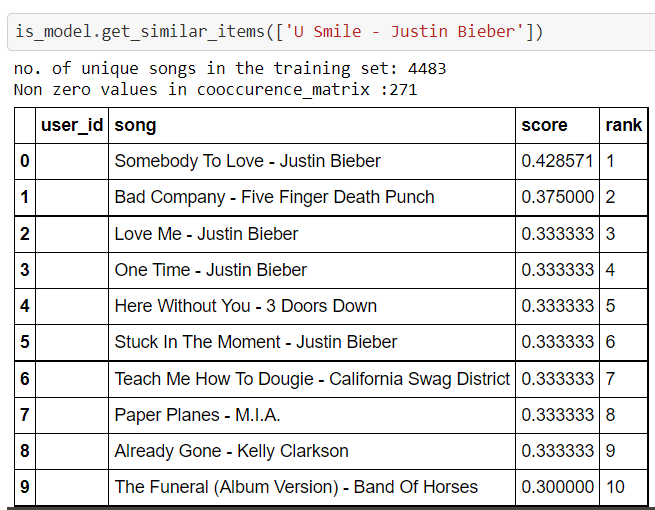 is_model.get_similar_items(['U Smile - Justin Bieber'])
no. of unique songs in the training set: 4483
Non zero values in cooccurence_matrix :271
user_id song score rank
0 Somebody To Love - Justin Bieber 0.428571 1
1 Bad Company - Five Finger Death Punch 0.375000 2
2 Love Me - Justin Bieber 0.333333 3
3 One Time - Justin Bieber 0.333333 4
4 Here Without You - 3 Doors Down 0.333333 5
5 Stuck In The Moment - Justin Bieber 0.333333 6
6 Teach Me How To Dougie - California Swag District 0.333333 7
7 Paper Planes - M.I.A. 0.333333 8
8 Already Gone - Kelly Clarkson 0.333333 9
9 The Funeral (Album Version) - Band Of Horses 0.300000 10